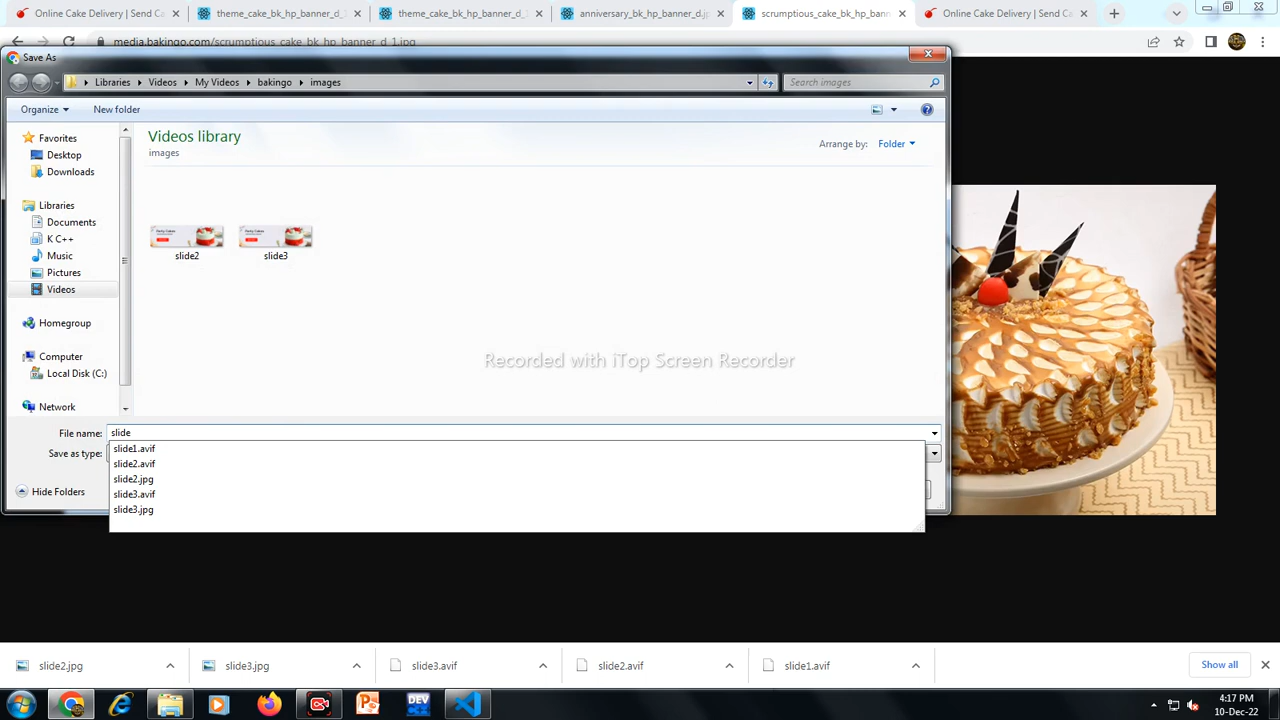 Online Cake Delivery | Send Ca
theme_cake_bk_hp_banner_d_1
theme_cake_bk_hp_banner_d_1
anniversary_bk_hp_banner_d.jp
scrumptious_cake_bk_hp_bann
Online Cake Delivery | Send Ca
media.bakingo.com/scrumptious_cake_bk_hp_banner_d_1.jpg
Save As
Libraries
Videos
My Videos
bakingo
images
Search images
Organize
New folder
Favorites
Desktop
Downloads
Libraries
Documents
K C++
Music
Pictures
Videos
Homegroup
Computer
Local Disk (C:)
Network
Videos library
images
Arrange by:
Folder
slide2
slide3
Recorded with iTop Screen Recorder
File name:
slide
Save as type:
slide1.avif
slide2.avif
slide2.jpg
slide3.avif
slide3.jpg
Hide Folders
slide2.jpg
slide3.jpg
slide3.avif
slide2.avif
slide1.avif
Show all
DEV
4:17 PM
10-Dec-22